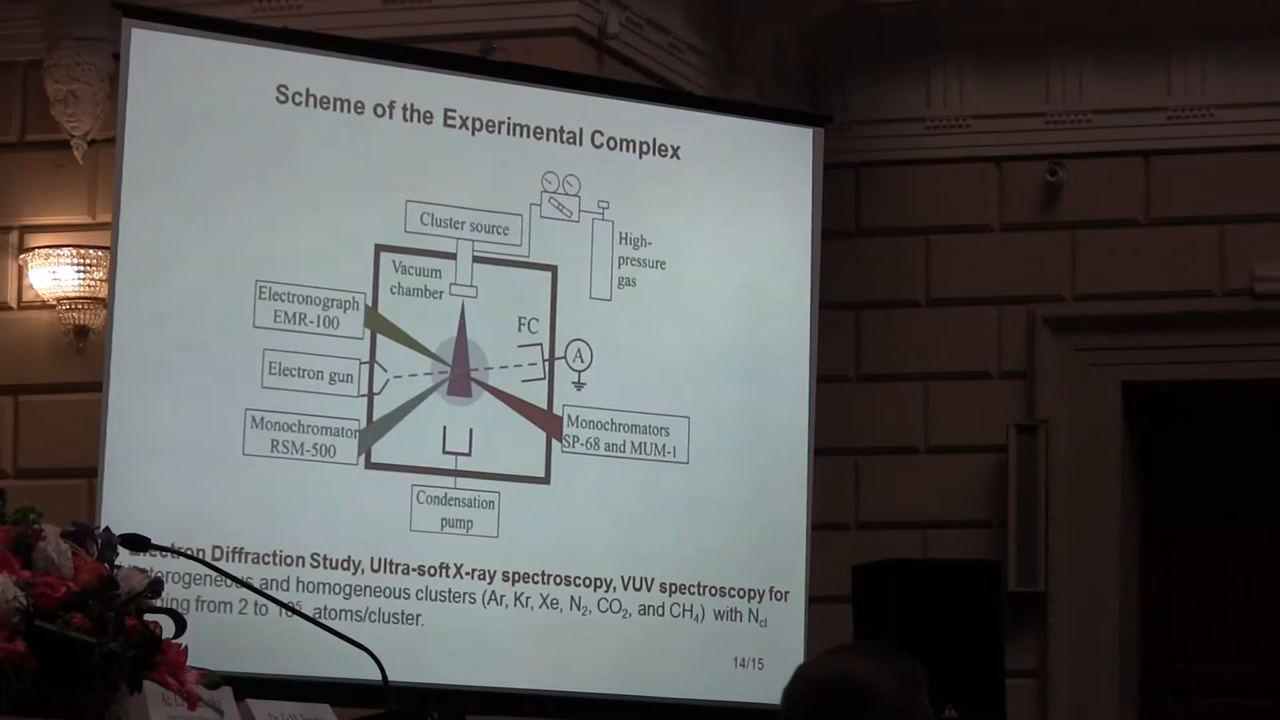 Scheme of the Experimental Complex
Cluster source
High-
pressure
gas
Vacuum
chamber
Electronograph
EMR-100
FC
A
Electron gun
Monochromator
RSM-500
Monochromators
SP-68 and MUM-1
Condensation
pump
Electron Diffraction Study, Ultra-soft X-ray spectroscopy, VUV spectroscopy for
and homogeneous clusters (Ar, Kr, Xe, N₂, CO₂, and CH₄) with N_cl
from 2 to 10⁵ atoms/cluster.
14/15